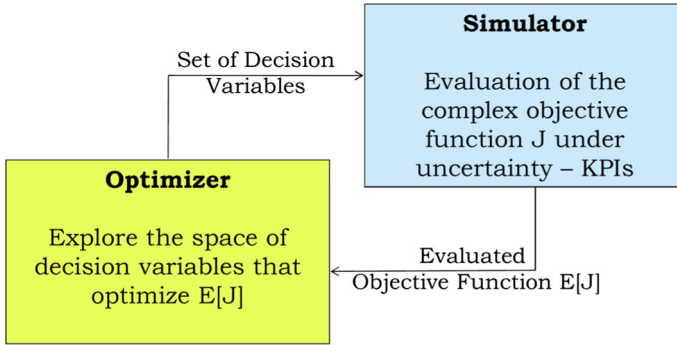 Simulator
Evaluation of the
complex objective
function J under
uncertainty – KPIs
Set of Decision
Variables
Optimizer
Explore the space of
decision variables that
optimize E[J]
Evaluated
Objective Function E[J]